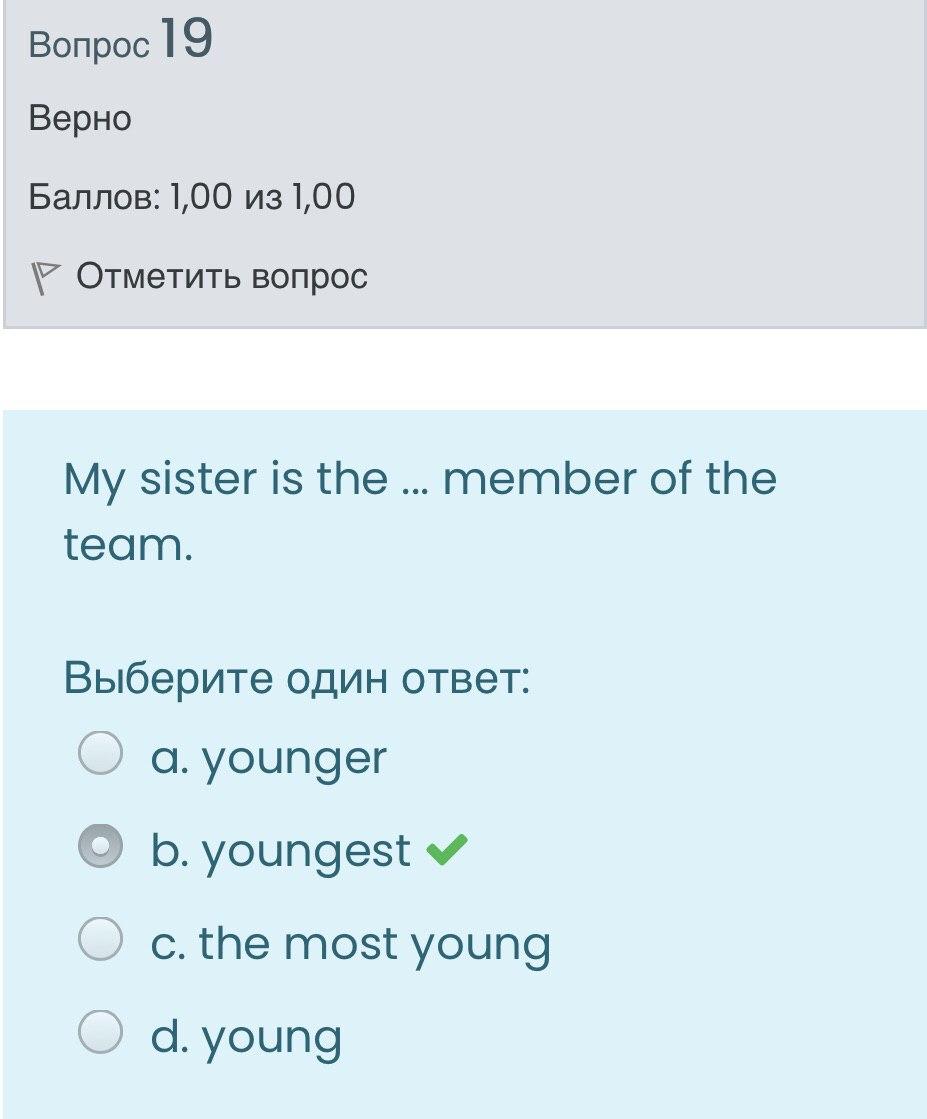 Вопрос 19
Верно
Баллов: 1,00 из 1,00
Отметить вопрос
My sister is the ... member of the
team.
Выберите один ответ:
a. younger
b. youngest
c. the most young
d. young